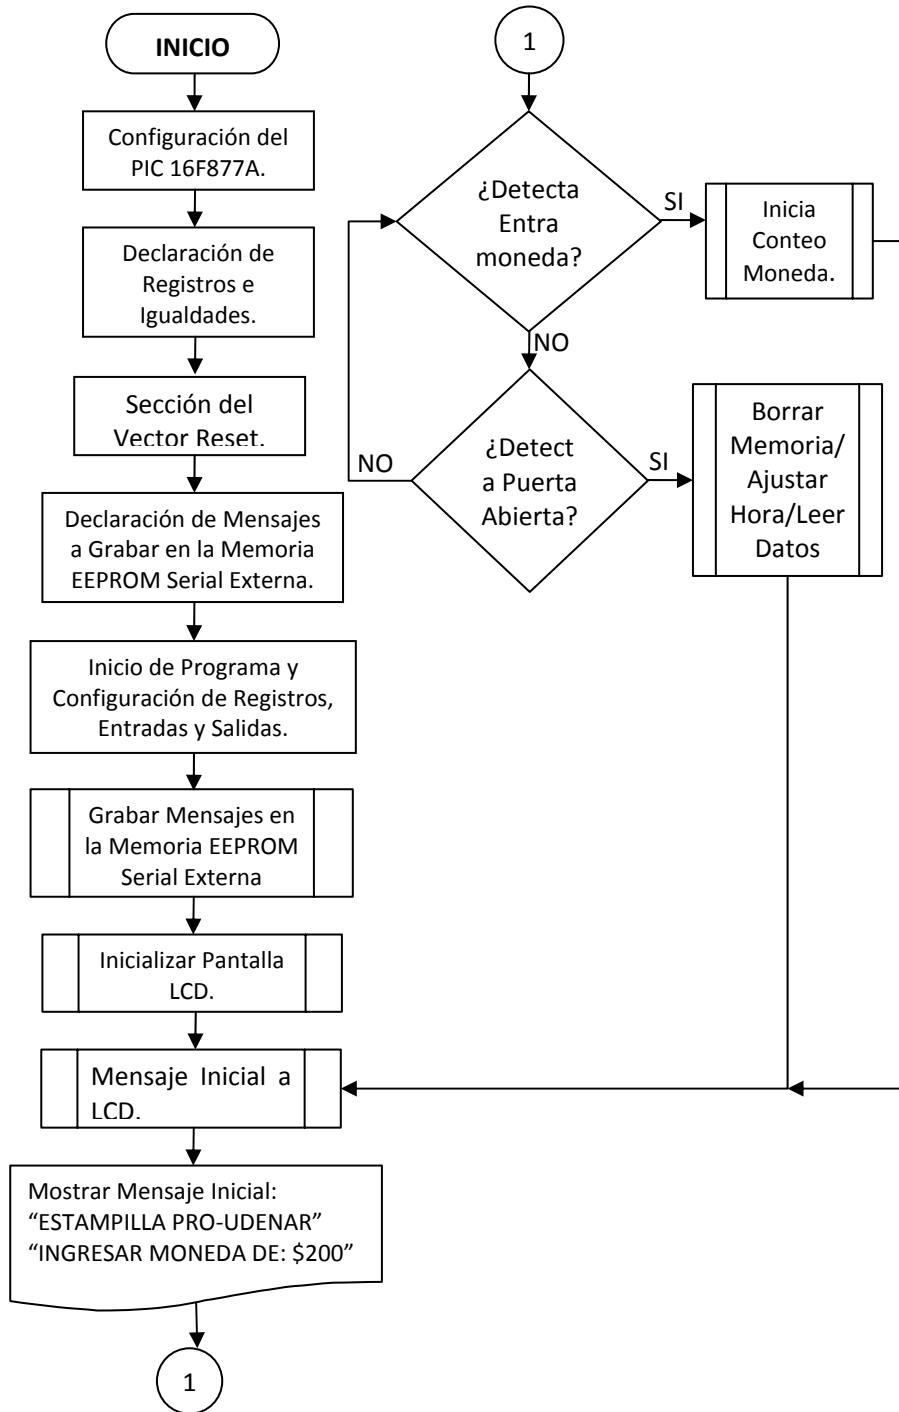 INICIO
Configuración del
PIC 16F877A.
Declaración de
Registros e
Igualdades.
Sección del
Vector Reset.
Declaración de Mensajes
a Grabar en la Memoria
EEPROM Serial Externa.
Inicio de Programa y
Configuración de Registros,
Entradas y Salidas.
Grabar Mensajes en
la Memoria EEPROM
Serial Externa
Inicializar Pantalla
LCD.
Mensaje Inicial a
LCD.
Mostrar Mensaje Inicial:
“ESTAMPILLA PRO-UDENAR”
“INGRESAR MONEDA DE: $200”
1
1
¿Detecta
Entra
moneda?
SI
Inicia
Conteo
Moneda.
NO
¿Detect
a Puerta
Abierta?
NO
SI
Borrar
Memoria/
Ajustar
Hora/Leer
Datos